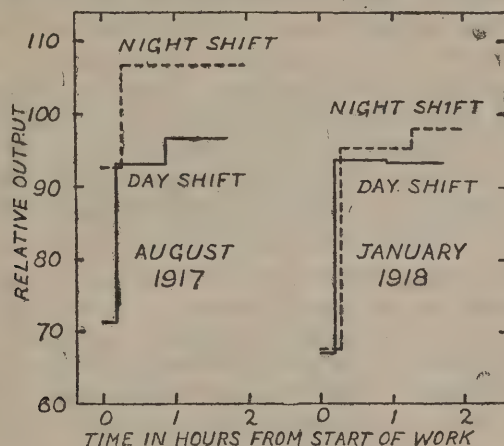 110
100
90
80
70
60
RELATIVE OUTPUT
NIGHT SHIFT
DAY SHIFT
AUGUST
1917
NIGHT SHIFT
DAY SHIFT
JANUARY
1918
0 1 2 0 1 2
TIME IN HOURS FROM START OF WORK